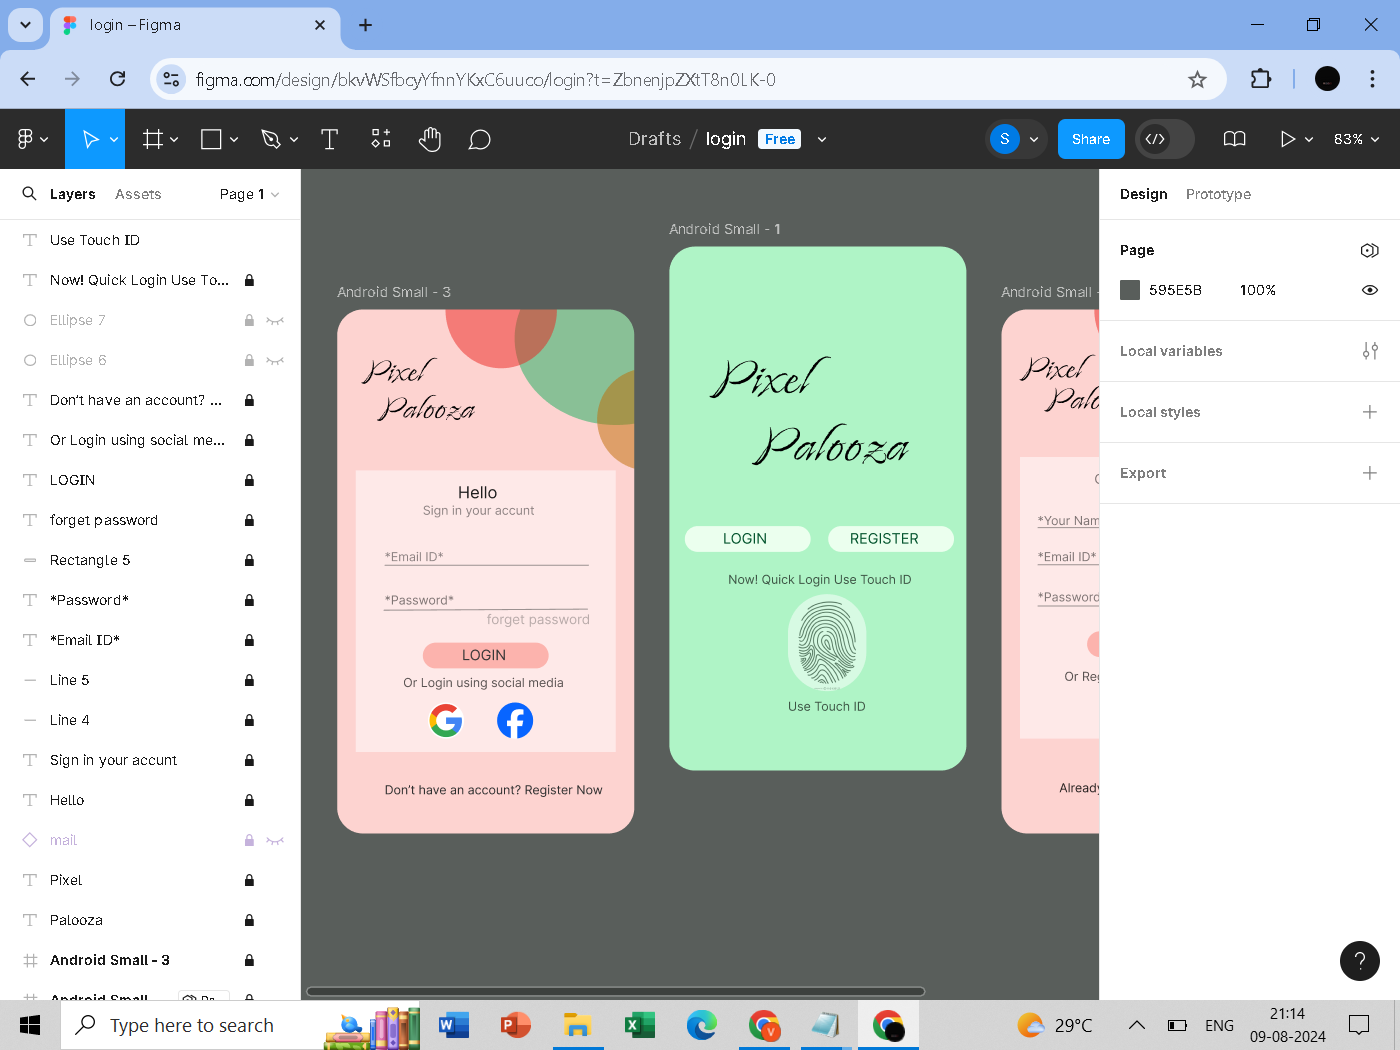 login – Figma
figma.com/design/bkvWSfbcyYfnnYKxC6uuco/login?t=ZbnenjpZXtT8n0LK-0
Drafts / login Free
S
Share
83%
Layers Assets Page 1
Use Touch ID
Now! Quick Login Use To...
Ellipse 7
Ellipse 6
Don't have an account? ...
Or Login using social me...
LOGIN
forget password
Rectangle 5
*Password*
*Email ID*
Line 5
Line 4
Sign in your accunt
Hello
mail
Pixel
Palooza
Android Small - 3
Android Small
Android Small - 3
Pixel
Palooza
Hello
Sign in your accunt
*Email ID*
*Password*
forget password
LOGIN
Or Login using social media
Don't have an account? Register Now
Android Small - 1
Pixel
Palooza
LOGIN REGISTER
Now! Quick Login Use Touch ID
Use Touch ID
Android Small -
Pixel
Palo
*Your Nam
*Email ID*
*Password
Or Reg
Already
Design Prototype
Page
595E5B 100%
Local variables
Local styles
Export
?
Type here to search
29°C
ENG
21:14
09-08-2024